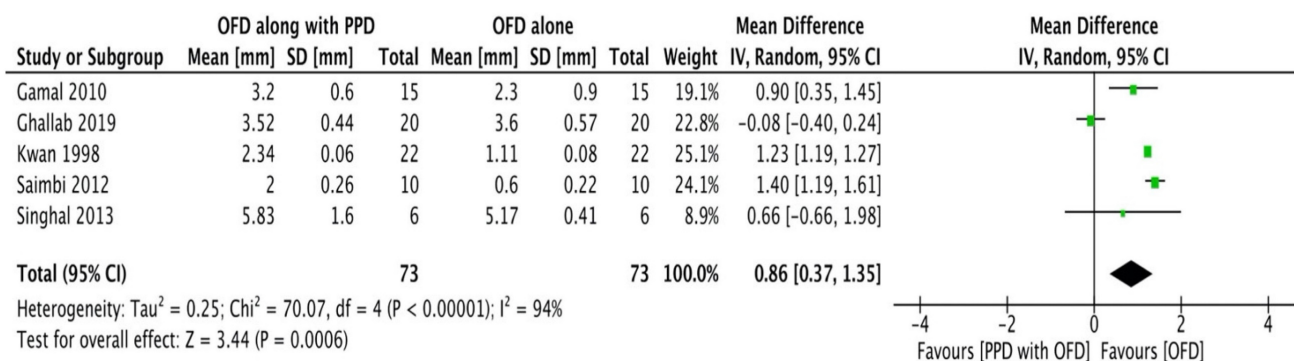 OFD along with PPD OFD alone Mean Difference Mean Difference
Study or Subgroup Mean [mm] SD [mm] Total Mean [mm] SD [mm] Total Weight IV, Random, 95% CI IV, Random, 95% CI
Gamal 2010 3.2 0.6 15 2.3 0.9 15 19.1% 0.90 [0.35, 1.45]
Ghallab 2019 3.52 0.44 20 3.6 0.57 20 22.8% −0.08 [−0.40, 0.24]
Kwan 1998 2.34 0.06 22 1.11 0.08 22 25.1% 1.23 [1.19, 1.27]
Saimbi 2012 2 0.26 10 0.6 0.22 10 24.1% 1.40 [1.19, 1.61]
Singhal 2013 5.83 1.6 6 5.17 0.41 6 8.9% 0.66 [−0.66, 1.98]
Total (95% CI) 73 73 100.0% 0.86 [0.37, 1.35]
Heterogeneity: Tau² = 0.25; Chi² = 70.07, df = 4 (P < 0.00001); I² = 94%
Test for overall effect: Z = 3.44 (P = 0.0006)
−4 −2 0 2 4
Favours [PPD with OFD] Favours [OFD]